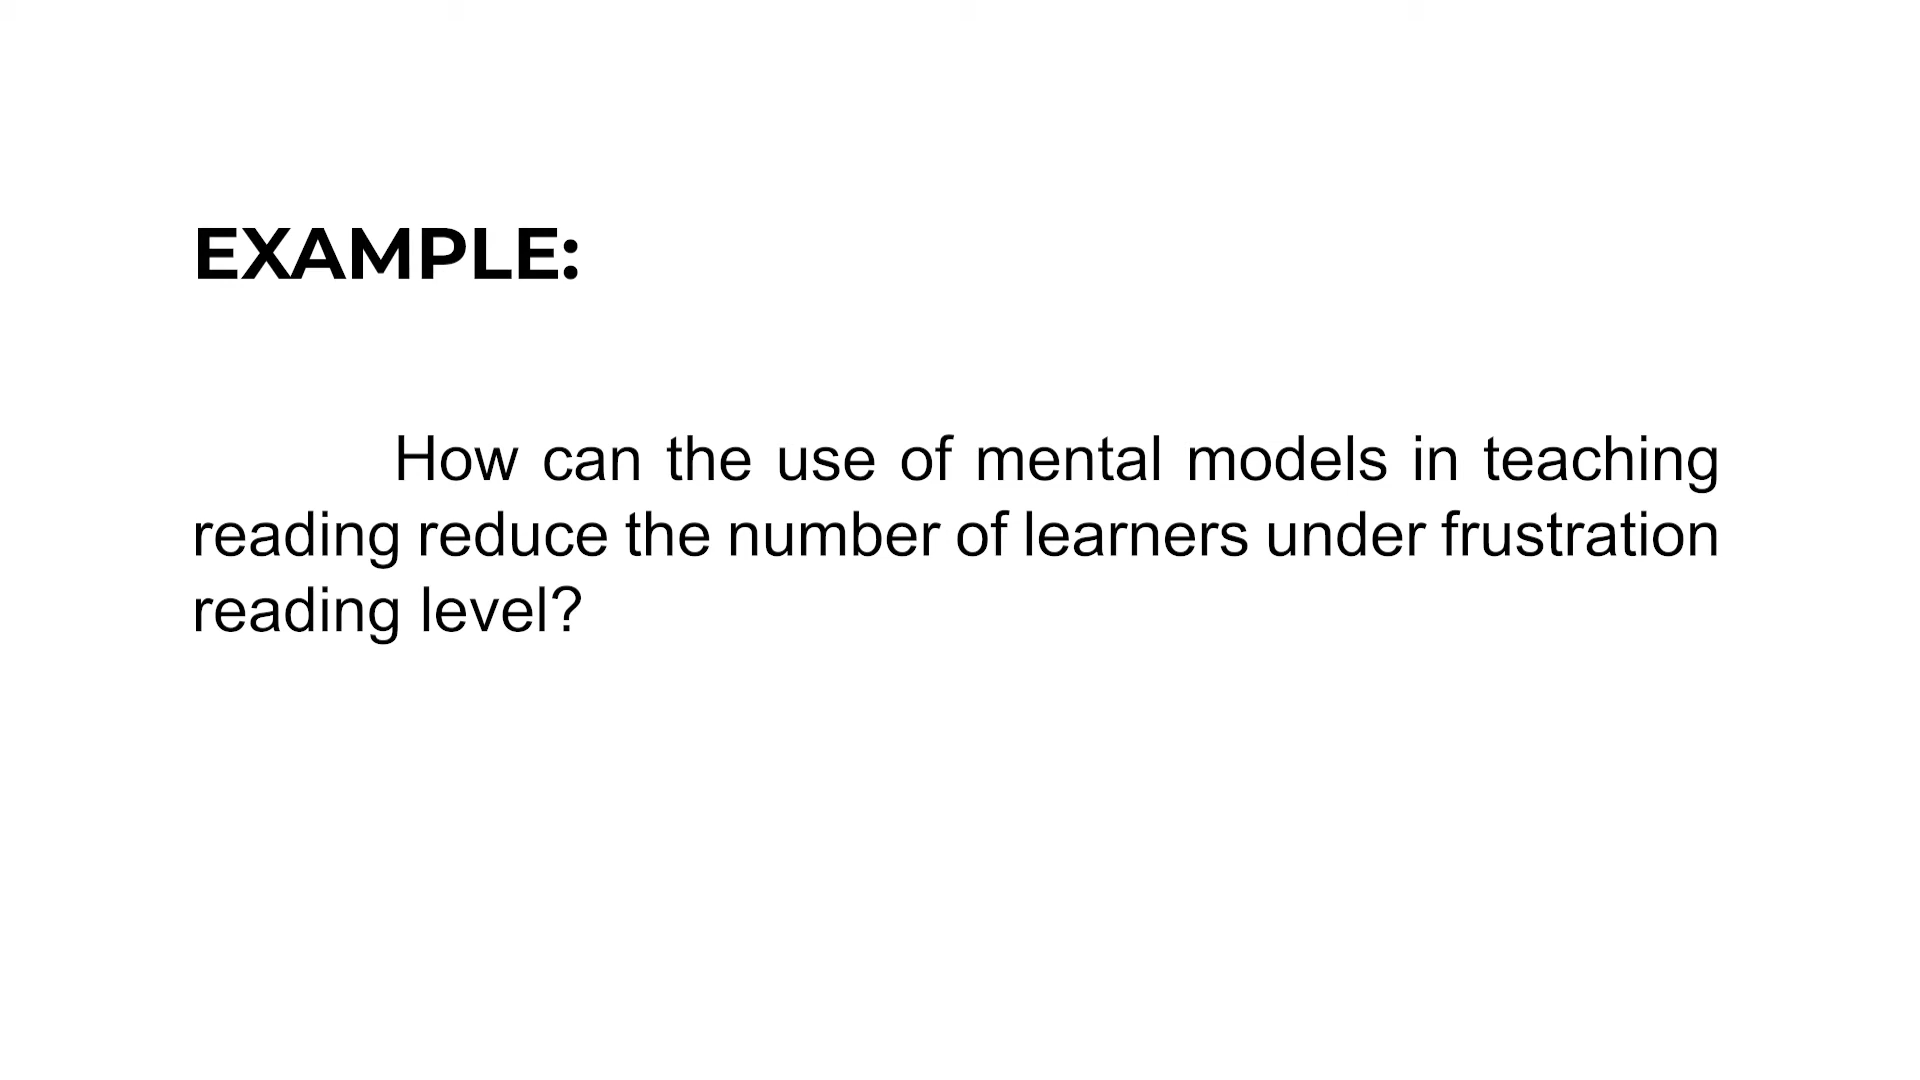 EXAMPLE:
How can the use of mental models in teaching
reading reduce the number of learners under frustration
reading level?